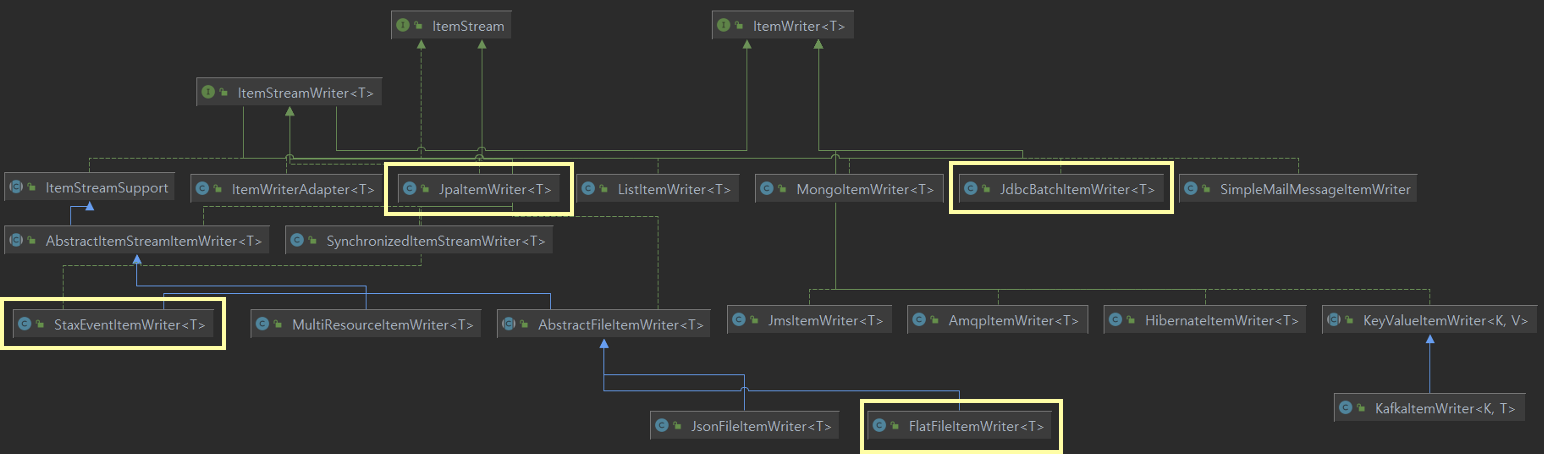 ItemStream
ItemWriter<T>
ItemStreamWriter<T>
ItemStreamSupport
ItemWriterAdapter<T>
JpaItemWriter<T>
ListItemWriter<T>
MongoItemWriter<T>
JdbcBatchItemWriter<T>
SimpleMailMessageItemWriter
AbstractItemStreamItemWriter<T>
SynchronizedItemStreamWriter<T>
StaxEventItemWriter<T>
MultiResourceItemWriter<T>
AbstractFileItemWriter<T>
JmsItemWriter<T>
AmqpItemWriter<T>
HibernateItemWriter<T>
KeyValueItemWriter<K, V>
KafkaItemWriter<K, T>
JsonFileItemWriter<T>
FlatFileItemWriter<T>